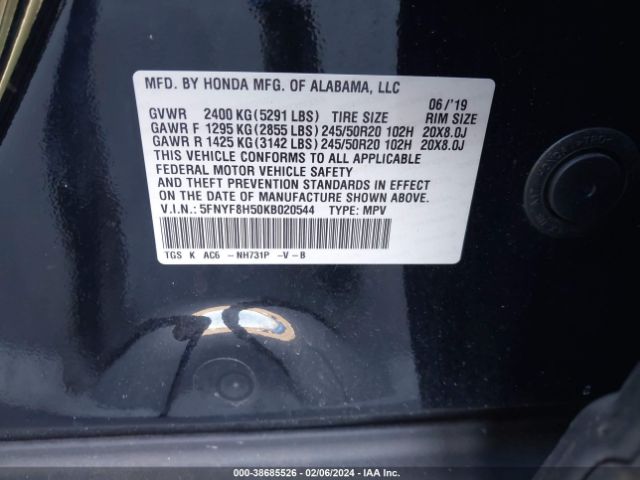 MFD. BY HONDA MFG. OF ALABAMA, LLC
06/'19
GVWR 2400 KG(5291 LBS) TIRE SIZE RIM SIZE
GAWR F 1295 KG(2855 LBS)245/50R20 102H 20X8.0J
GAWR R 1425 KG(3142 LBS)245/50R20 102H 20X8.0J
THIS VEHICLE CONFORMS TO ALL APPLICABLE
FEDERAL MOTOR VEHICLE SAFETY
AND THEFT PREVENTION STANDARDS IN EFFECT
ON THE DATE OF MANUFACTURE SHOWN ABOVE.
V.I.N.: 5FNYF8H50KB020544 TYPE: MPV
TGS K AC6 -NH731P -V-B
000-38685526 - 02/06/2024 - IAA Inc.